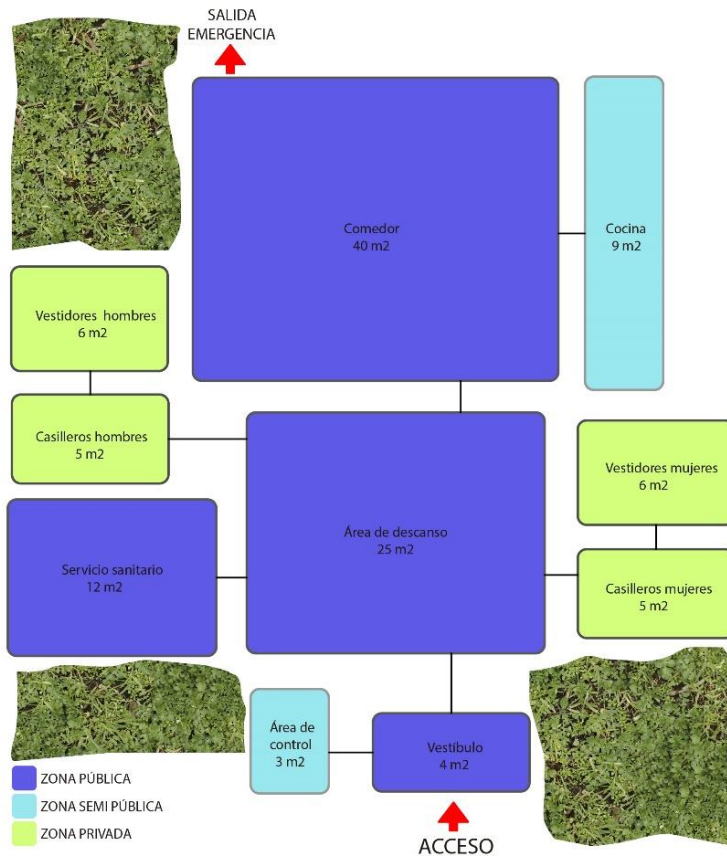 SALIDA
EMERGENCIA
Comedor
40 m2
Cocina
9 m2
Vestidores hombres
6 m2
Casilleros hombres
5 m2
Vestidores mujeres
6 m2
Área de descanso
25 m2
Servicio sanitario
12 m2
Casilleros mujeres
5 m2
Área de
control
3 m2
Vestíbulo
4 m2
ZONA PÚBLICA
ZONA SEMI PÚBLICA
ZONA PRIVADA
ACCESO